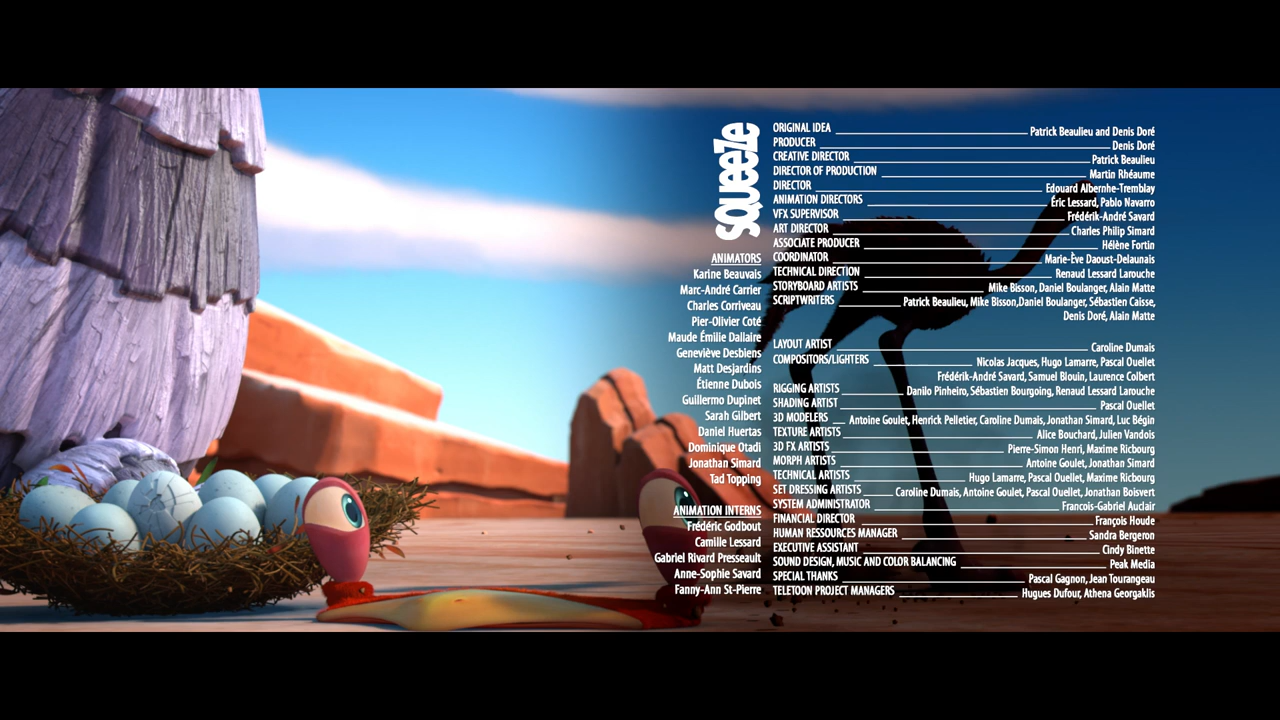 squeeze
ANIMATORS
Karine Beauvais
Marc-André Carrier
Charles Corriveau
Pier-Olivier Coté
Maude Émilie Dallaire
Geneviève Desbiens
Matt Desjardins
Étienne Dubois
Guillermo Dupinet
Sarah Gilbert
Daniel Huertas
Dominique Otadi
Jonathan Simard
Tad Topping
ANIMATION INTERNS
Frédéric Godbout
Camille Lessard
Gabriel Rivard Presseault
Anne-Sophie Savard
Fanny-Ann St-Pierre
ORIGINAL IDEA Patrick Beaulieu and Denis Doré
PRODUCER Denis Doré
CREATIVE DIRECTOR Patrick Beaulieu
DIRECTOR OF PRODUCTION Martin Rhéaume
DIRECTOR Edouard Albernhe-Tremblay
ANIMATION DIRECTORS Éric Lessard, Pablo Navarro
VFX SUPERVISOR Frédérik-André Savard
ART DIRECTOR Charles Philip Simard
ASSOCIATE PRODUCER Hélène Fortin
COORDINATOR Marie-Ève Daoust-Delaunais
TECHNICAL DIRECTION Renaud Lessard Larouche
STORYBOARD ARTISTS Mike Bisson, Daniel Boulanger, Alain Matte
SCRIPTWRITERS Patrick Beaulieu, Mike Bisson,Daniel Boulanger, Sébastien Caisse,
Denis Doré, Alain Matte
LAYOUT ARTIST Caroline Dumais
COMPOSITORS/LIGHTERS Nicolas Jacques, Hugo Lamarre, Pascal Ouellet
Frédérik-André Savard, Samuel Blouin, Laurence Colbert
RIGGING ARTISTS Danilo Pinheiro, Sébastien Bourgoing, Renaud Lessard Larouche
SHADING ARTIST Pascal Ouellet
3D MODELERS Antoine Goulet, Henrick Pelletier, Caroline Dumais, Jonathan Simard, Luc Bégin
TEXTURE ARTISTS Alice Bouchard, Julien Vandois
3D FX ARTISTS Pierre-Simon Henri, Maxime Ricbourg
MORPH ARTISTS Antoine Goulet, Jonathan Simard
TECHNICAL ARTISTS Hugo Lamarre, Pascal Ouellet, Maxime Ricbourg
SET DRESSING ARTISTS Caroline Dumais, Antoine Goulet, Pascal Ouellet, Jonathan Boisvert
SYSTEM ADMINISTRATOR Francois-Gabriel Auclair
FINANCIAL DIRECTOR François Houde
HUMAN RESSOURCES MANAGER Sandra Bergeron
EXECUTIVE ASSISTANT Cindy Binette
SOUND DESIGN, MUSIC AND COLOR BALANCING Peak Media
SPECIAL THANKS Pascal Gagnon, Jean Tourangeau
TELETOON PROJECT MANAGERS Hugues Dufour, Athena Georgaklis